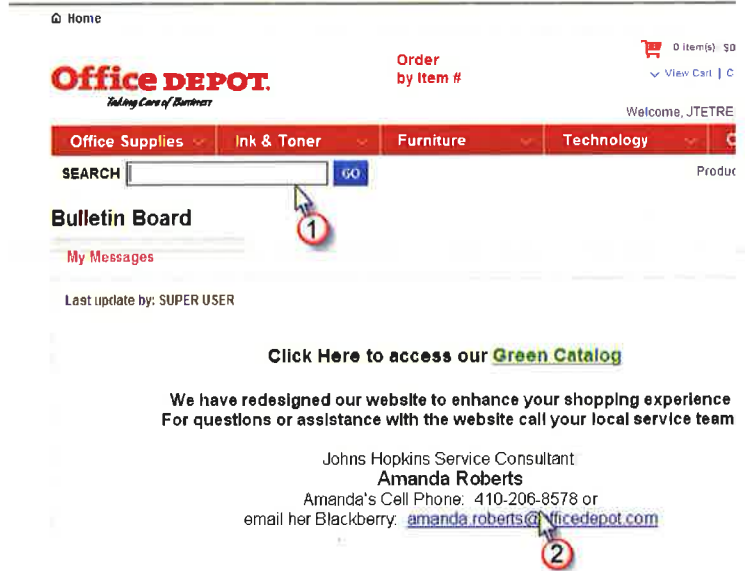 Home
0 item(s) $0
Order
by Item #
Office DEPOT.
Taking Care of Business
View Cart | C
Welcome, JTETRE
Office Supplies Ink & Toner Furniture Technology
SEARCH GO
Produc
1
Bulletin Board
My Messages
Last update by: SUPER USER
Click Here to access our Green Catalog
We have redesigned our website to enhance your shopping experience
For questions or assistance with the website call your local service team
Johns Hopkins Service Consultant
Amanda Roberts
Amanda's Cell Phone: 410-206-8578 or
email her Blackberry: amanda.roberts@officedepot.com
2